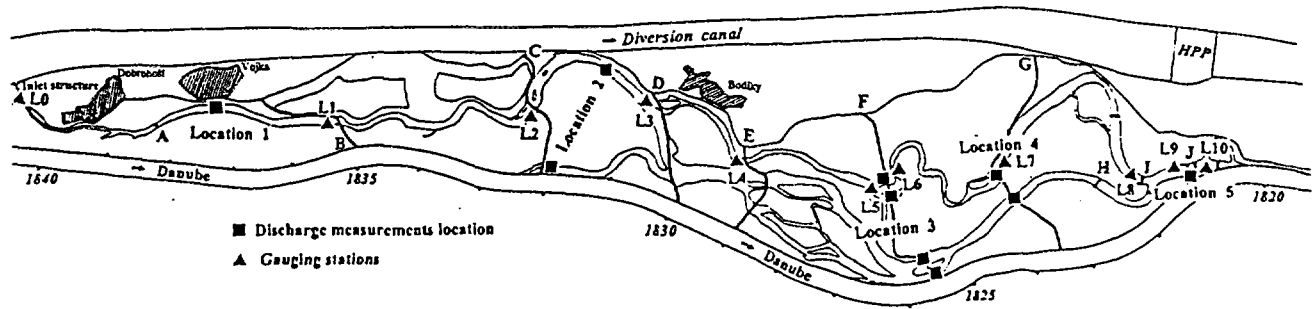 → Diversion canal
HPP
C
G
Vojka
Dobrohošť
Inlet structure
L0
Location 2
D
Bodíky
L1
F
L3
A
Location 1
L2
B
E
Location 4
L9
J
L10
L7
L4
H
I
L6
L8
L5
Location 5
1840
→ Danube
1835
1820
Location 3
1830
→ Danube
1825
■ Discharge measurements location
▲ Gauging stations